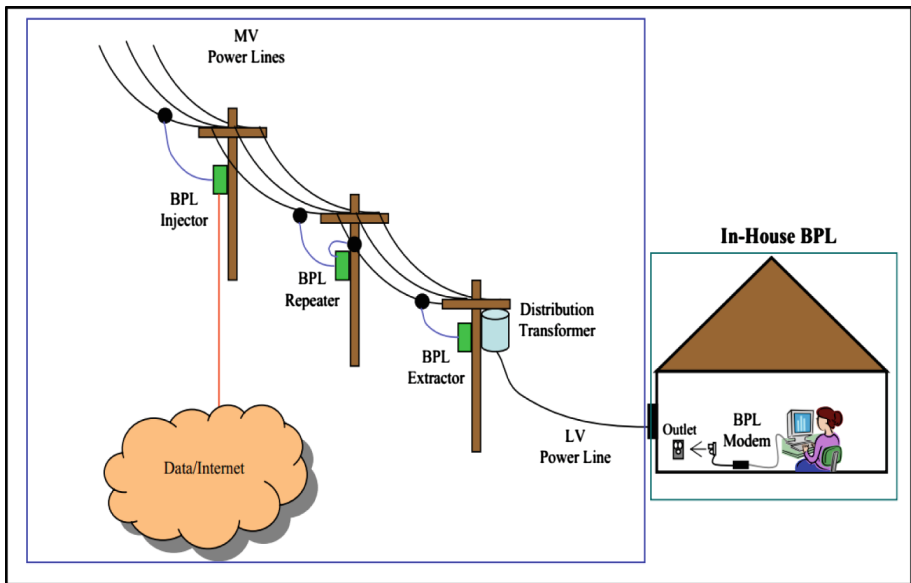 MV
Power Lines
BPL
Injector
BPL
Repeater
BPL
Extractor
Distribution
Transformer
LV
Power Line
Data/Internet
In-House BPL
Outlet
BPL
Modem